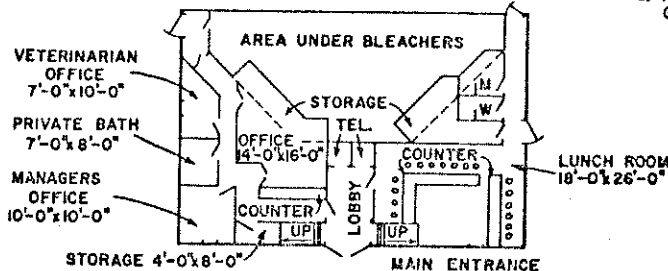 AREA UNDER BLEACHERS
VETERINARIAN
OFFICE
7'-0"x10'-0"
PRIVATE BATH
7'-0"x8'-0"
MANAGERS
OFFICE
10'-0"x10'-0"
STORAGE
TEL.
M
W
OFFICE
14'-0"x16'-0"
COUNTER
LUNCH ROOM
18'-0"x26'-0"
COUNTER
LOBBY
UP
UP
STORAGE 4'-0"x8'-0"
MAIN ENTRANCE